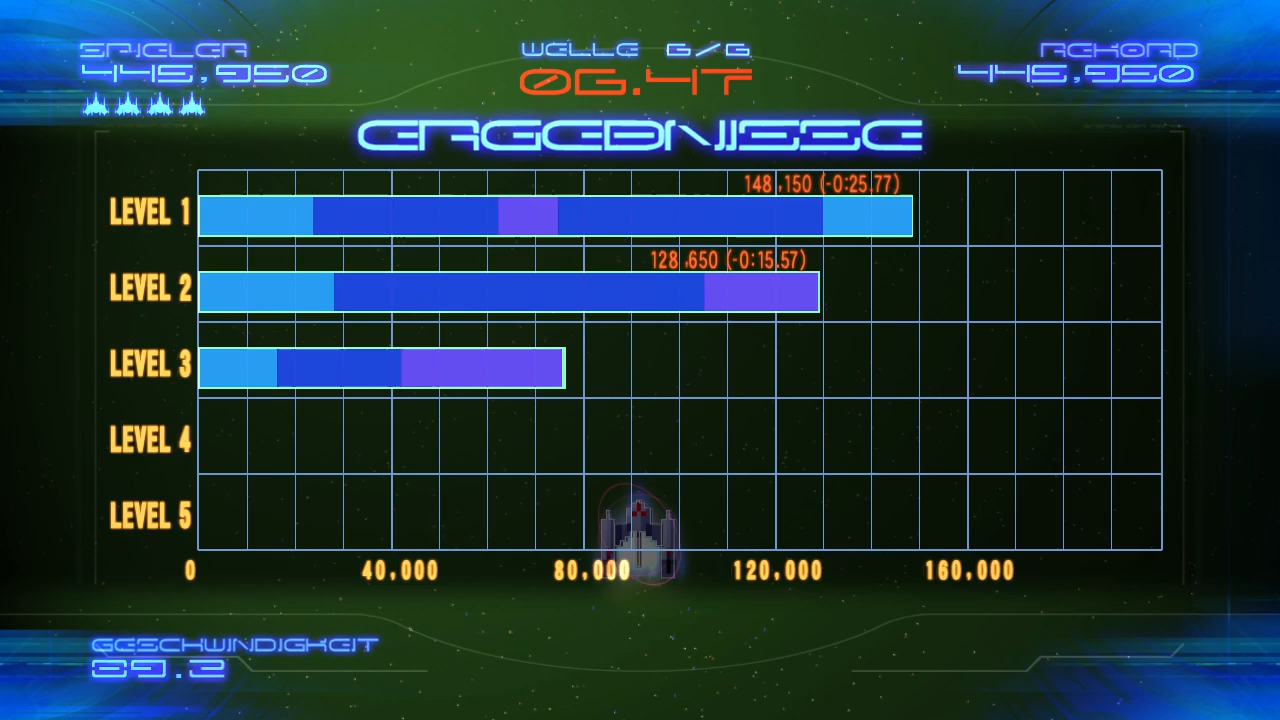 SPIELER
445,950
WELLE 6/6
06.47
REKORD
445,950
ERGEBNISSE
148,150 (-0:25.77)
LEVEL 1
128,650 (-0:15.57)
LEVEL 2
LEVEL 3
LEVEL 4
LEVEL 5
0 40,000 80,000 120,000 160,000
GESCHWINDIGKEIT
89.2